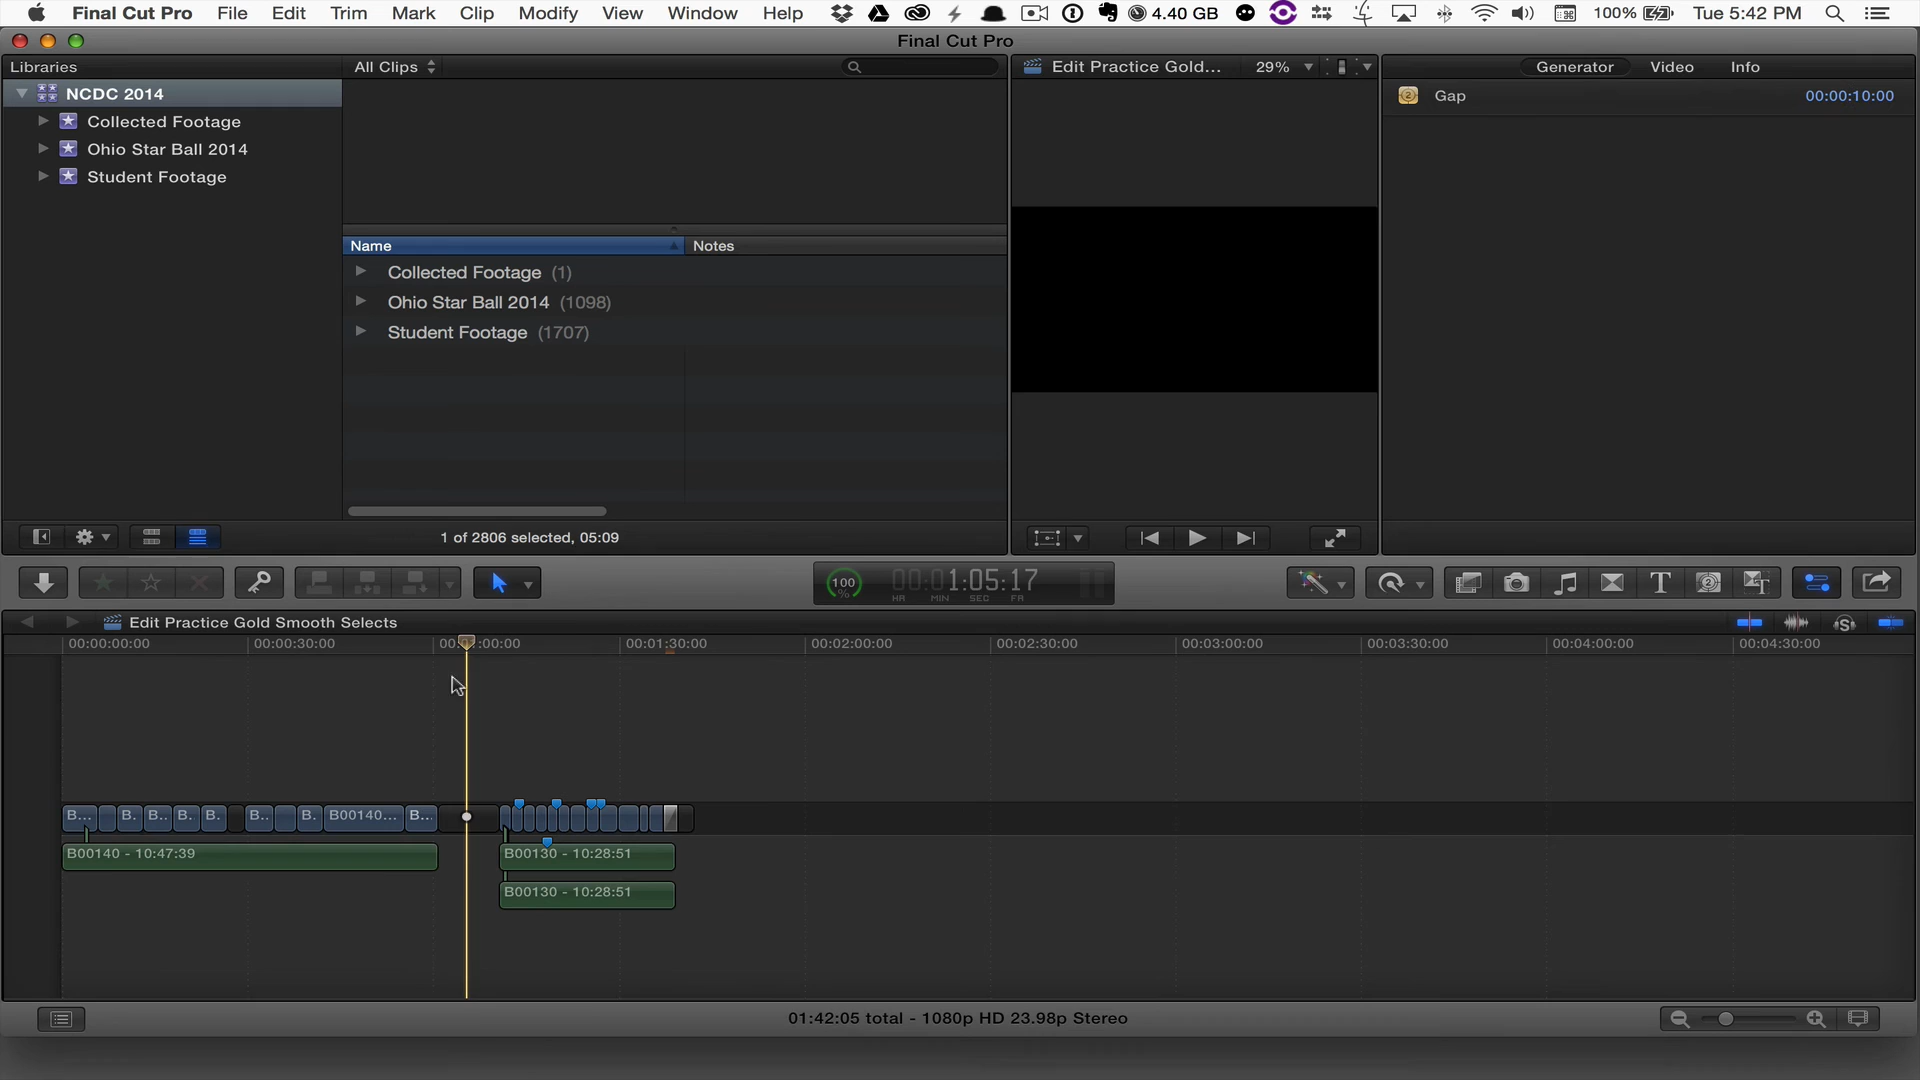 Final Cut Pro File Edit Trim Mark Clip Modify View Window Help 4.40 GB 100% Tue 5:42 PM
Final Cut Pro
Libraries All Clips Edit Practice Gold... 29% Generator Video Info
NCDC 2014 Gap 00:00:10:00
Collected Footage
Ohio Star Ball 2014
Student Footage
Name Notes
Collected Footage (1)
Ohio Star Ball 2014 (1098)
Student Footage (1707)
1 of 2806 selected, 05:09
100 % 00:01:05:17
HR MIN SEC FR
Edit Practice Gold Smooth Selects
00:00:00:00 00:00:30:00 00:01:00:00 00:01:30:00 00:02:00:00 00:02:30:00 00:03:00:00 00:03:30:00 00:04:00:00 00:04:30:00
B... B. B.. B. B. B.. B. B00140... B...
B00140 - 10:47:39 B00130 - 10:28:51
B00130 - 10:28:51
01:42:05 total - 1080p HD 23.98p Stereo